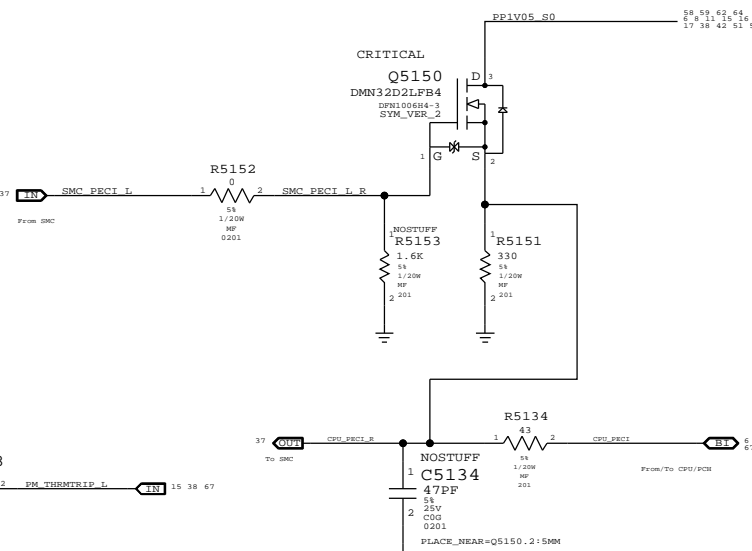 PP1V05_S0
58 59 62 64
6 8 11 15 16
17 38 42 51 5
CRITICAL
Q5150
DMN32D2LFB4
DFN1006H4-3
SYM_VER_2
D 3
1 G S 2
R5152
0
37 IN SMC_PECI_L 1 2 SMC_PECI_L_R
5%
1/20W
MF
0201
From SMC
NOSTUFF
1 R5153
1.6K
5%
1/20W
MF
2 201
1 R5151
330
5%
1/20W
MF
2 201
R5134
43
37 OUT CPU_PECI_R 1 2 CPU_PECI BI 6
67
To SMC
5%
1/20W
MF
201
From/To CPU/PCH
NOSTUFF
1 C5134
47PF
5%
25V
2 C0G
0201
PLACE_NEAR=Q5150.2:5MM
2 PM_THRMTRIP_L IN 15 38 67